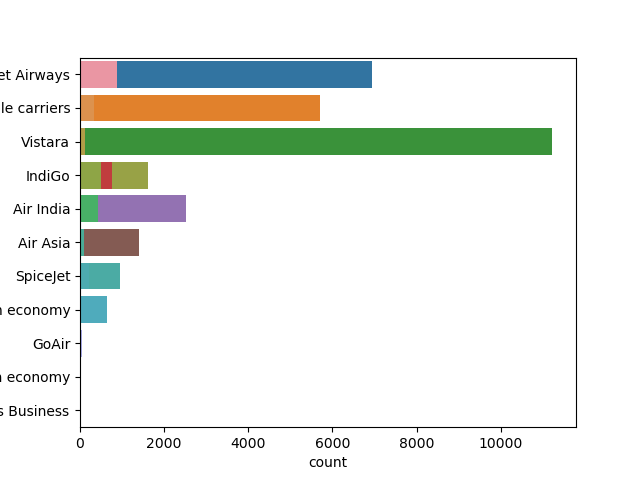 et Airways
le carriers
Vistara
IndiGo
Air India
Air Asia
SpiceJet
economy
GoAir
economy
s Business
0 2000 4000 6000 8000 10000
count